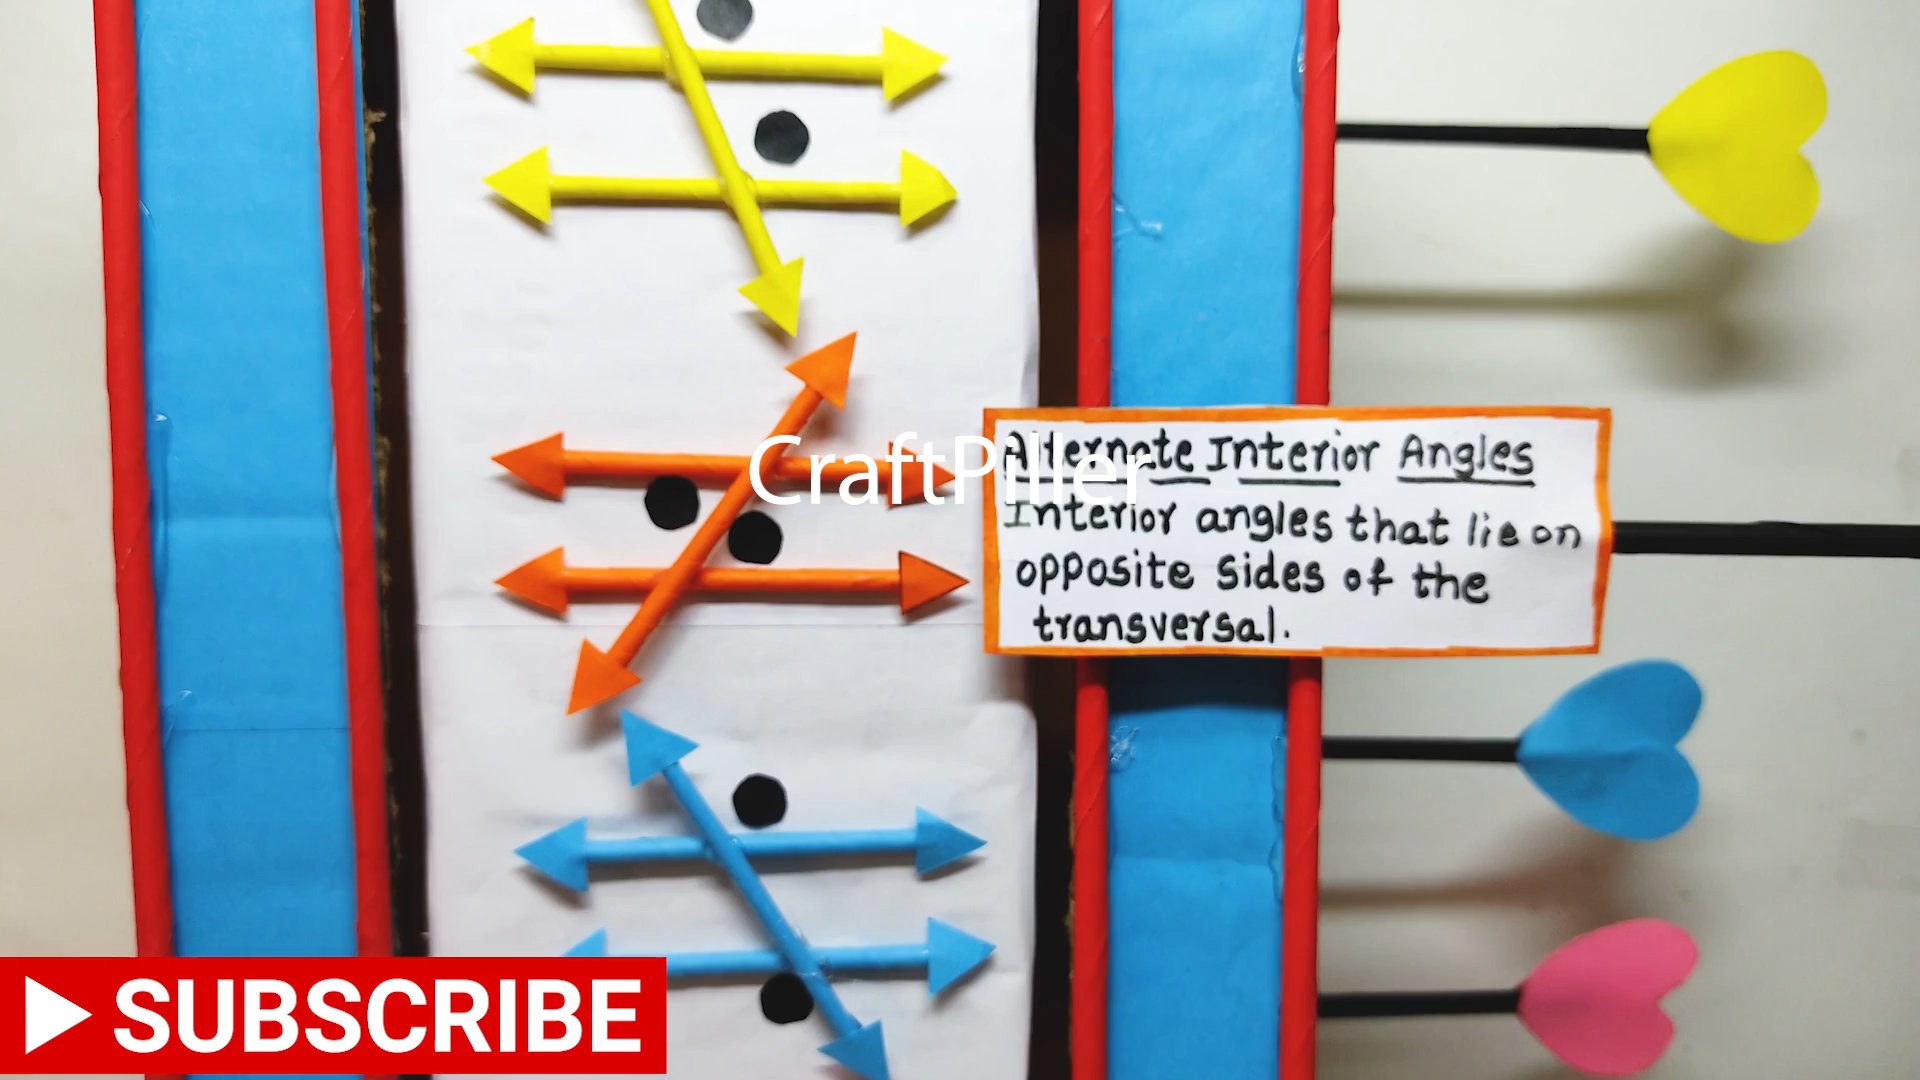 Alternate Interior Angles
CraftPiller
Interior angles that lie on
opposite sides of the
transversal.
SUBSCRIBE